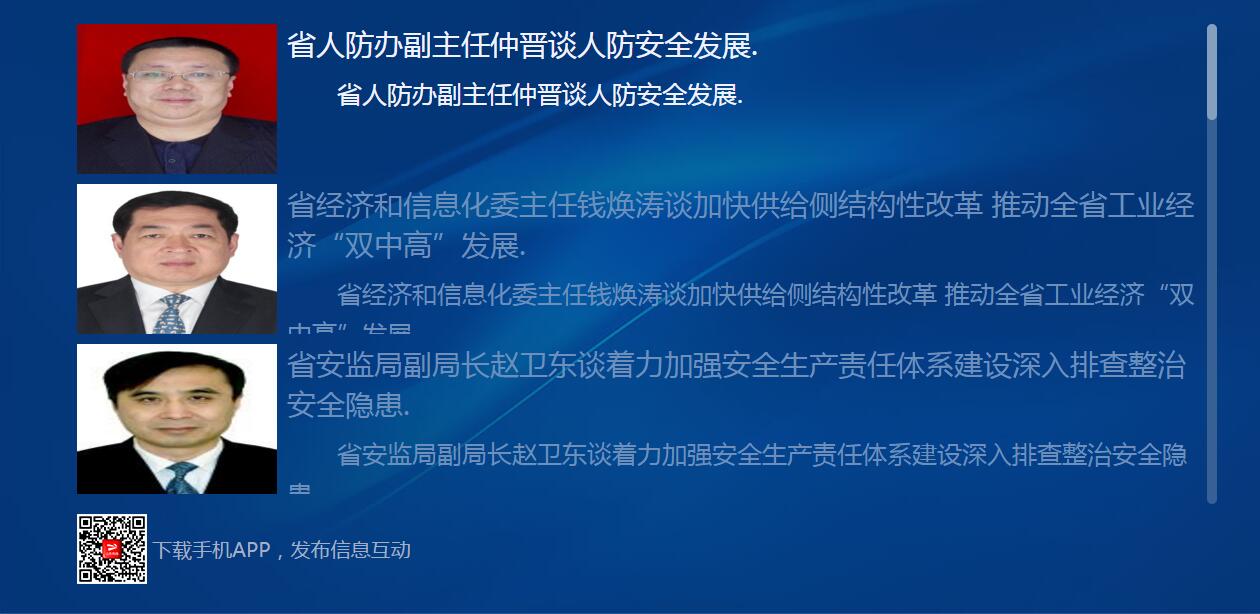 省人防办副主任仲晋谈人防安全发展.
省人防办副主任仲晋谈人防安全发展.
省经济和信息化委主任钱焕涛谈加快供给侧结构性改革 推动全省工业经
济“双中高”发展.
省经济和信息化委主任钱焕涛谈加快供给侧结构性改革 推动全省工业经济“双
中高”发展
省安监局副局长赵卫东谈着力加强安全生产责任体系建设深入排查整治
安全隐患.
省安监局副局长赵卫东谈着力加强安全生产责任体系建设深入排查整治安全隐
患
下载手机APP，发布信息互动